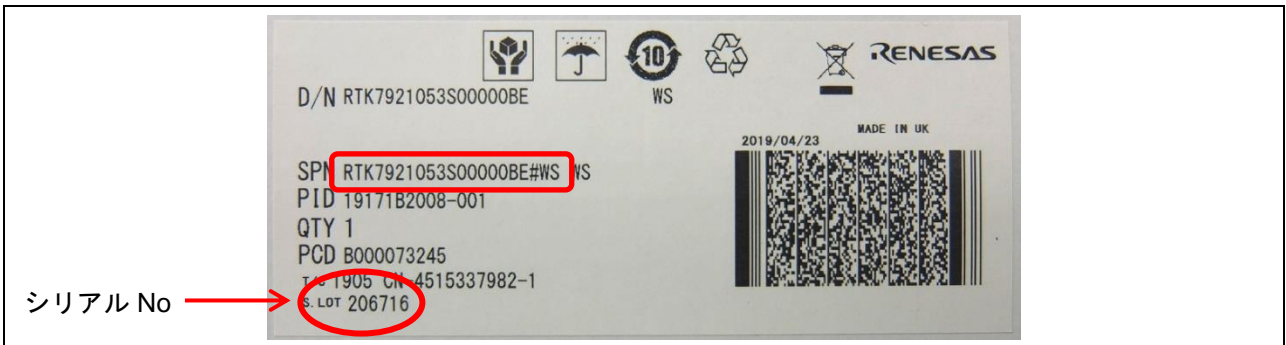 RENESAS
10
D/N RTK7921053S00000BE
WS
MADE IN UK
2019/04/23
SPN RTK7921053S00000BE#WS WS
PID 19171B2008-001
QTY 1
PCD B000073245
T/C 1905 CN 4515337982-1
シリアル No
S. LOT 206716